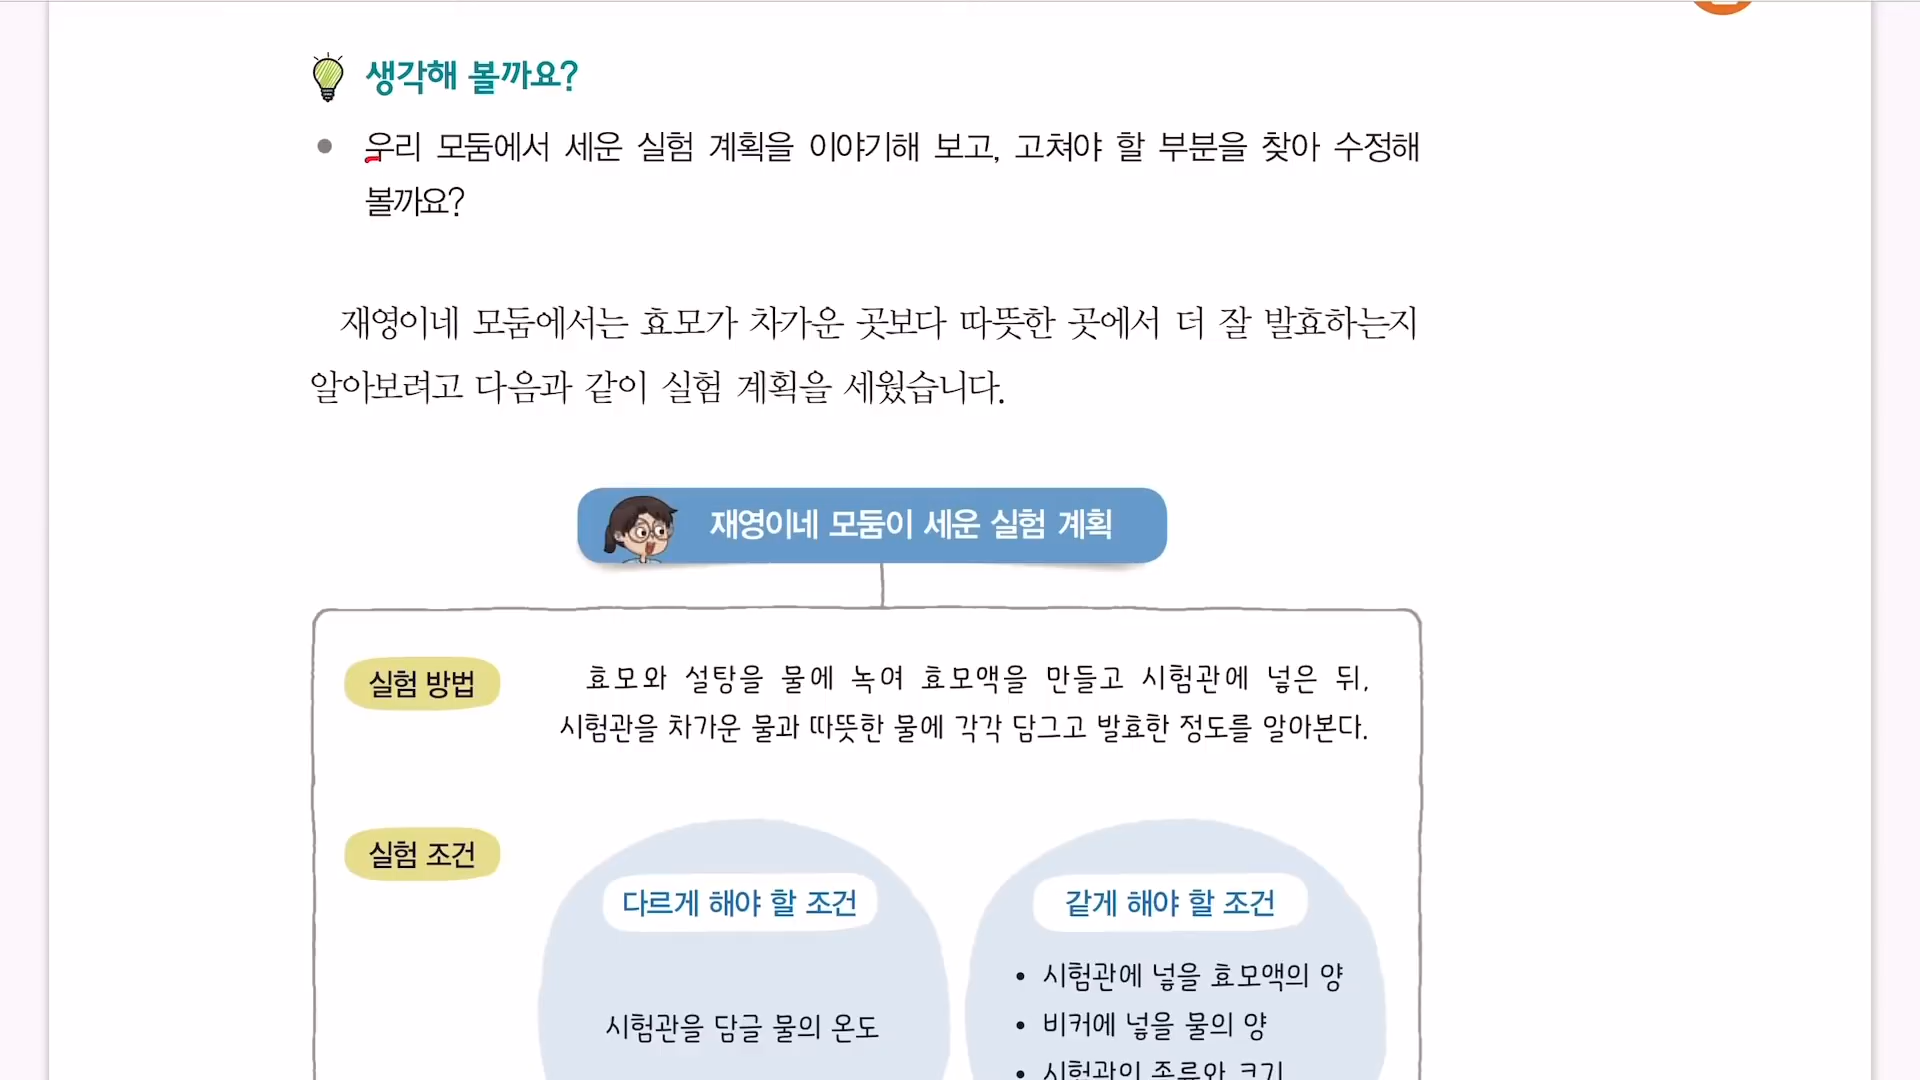 생각해 볼까요?
• 우리 모둠에서 세운 실험 계획을 이야기해 보고, 고쳐야 할 부분을 찾아 수정해
볼까요?
재영이네 모둠에서는 효모가 차가운 곳보다 따뜻한 곳에서 더 잘 발효하는지
알아보려고 다음과 같이 실험 계획을 세웠습니다.
재영이네 모둠이 세운 실험 계획
실험 방법
효모와 설탕을 물에 녹여 효모액을 만들고 시험관에 넣은 뒤,
시험관을 차가운 물과 따뜻한 물에 각각 담그고 발효한 정도를 알아본다.
실험 조건
다르게 해야 할 조건
시험관을 담글 물의 온도
같게 해야 할 조건
• 시험관에 넣을 효모액의 양
• 비커에 넣을 물의 양
• 시험관의 종류와 크기